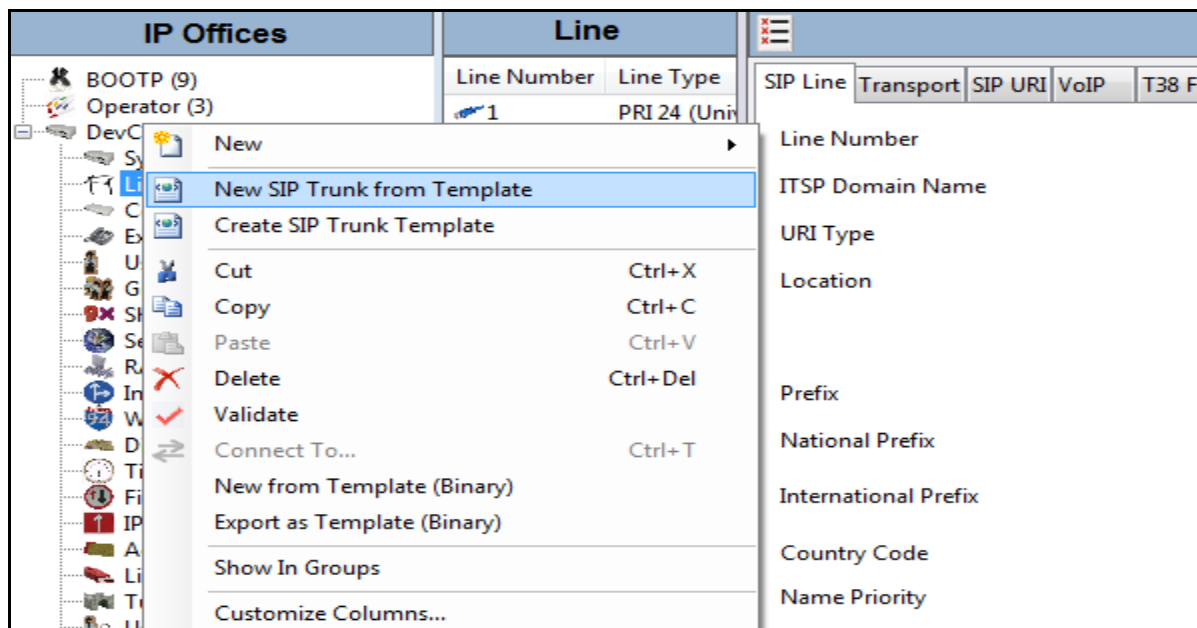 IP Offices
BOOTP (9)
Operator (3)
New
New SIP Trunk from Template
Create SIP Trunk Template
Cut Ctrl+X
Copy Ctrl+C
Paste Ctrl+V
Delete Ctrl+Del
Validate
Connect To... Ctrl+T
New from Template (Binary)
Export as Template (Binary)
Show In Groups
Customize Columns...
Line
Line Number Line Type
1 PRI 24 (Univ
SIP Line Transport SIP URI VoIP T38 F
Line Number
ITSP Domain Name
URI Type
Location
Prefix
National Prefix
International Prefix
Country Code
Name Priority